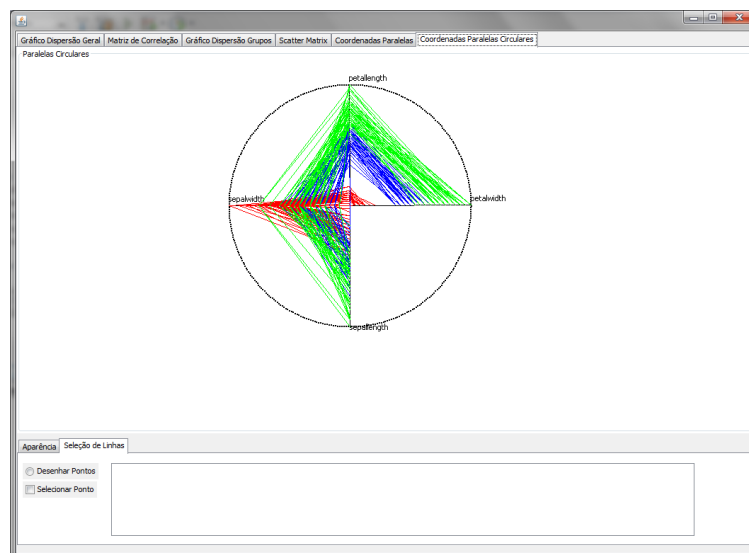 Gráfico Dispersão Geral Matriz de Correlação Gráfico Dispersão Grupos Scatter Matrix Coordenadas Paralelas Coordenadas Paralelas Circulares
Paralelas Circulares
petallength
sepalwidth petalwidth
sepallength
Aparência Seleção de Linhas
Desenhar Pontos
Selecionar Ponto